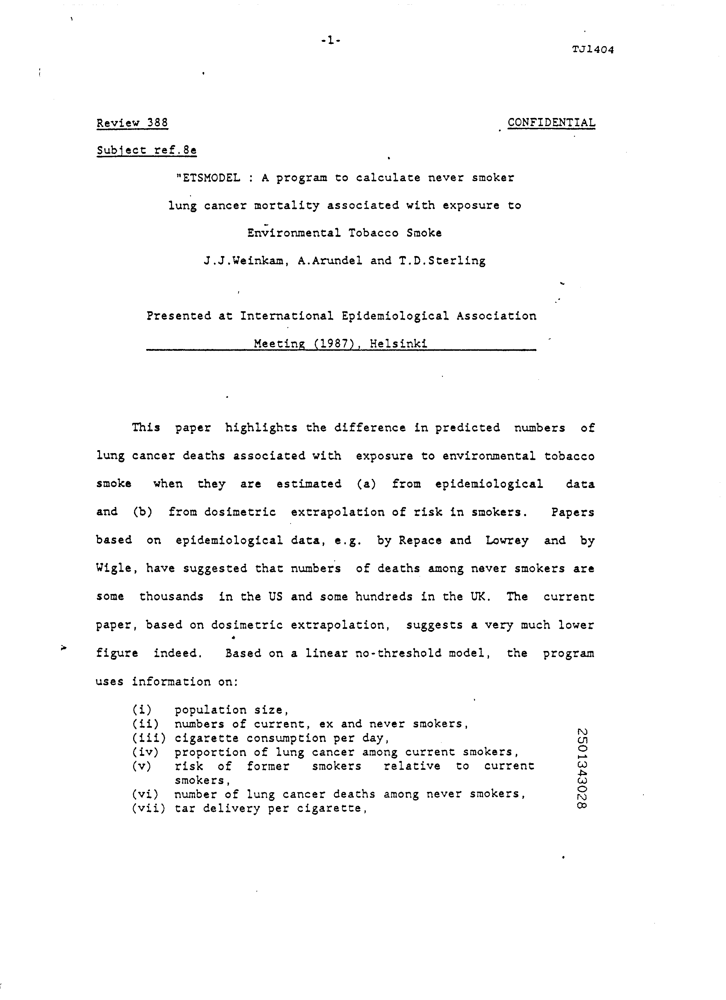 -1-
TJ1404
Review 388 CONFIDENTIAL
Subject ref.8e
"ETSMODEL : A program to calculate never smoker
lung cancer mortality associated with exposure to
Environmental Tobacco Smoke
J.J.Weinkam, A.Arundel and T.D.Sterling
Presented at International Epidemiological Association
Meeting (1987), Helsinki
This paper highlights the difference in predicted numbers of
lung cancer deaths associated with exposure to environmental tobacco
smoke when they are estimated (a) from epidemiological data
and (b) from dosimetric extrapolation of risk in smokers. Papers
based on epidemiological data, e.g. by Repace and Lowrey and by
Wigle, have suggested that numbers of deaths among never smokers are
some thousands in the US and some hundreds in the UK. The current
paper, based on dosimetric extrapolation, suggests a very much lower
figure indeed. Based on a linear no-threshold model, the program
uses information on:
(i) population size,
(ii) numbers of current, ex and never smokers,
(iii) cigarette consumption per day,
(iv) proportion of lung cancer among current smokers,
(v) risk of former smokers relative to current
smokers,
(vi) number of lung cancer deaths among never smokers,
(vii) tar delivery per cigarette,
2501343028